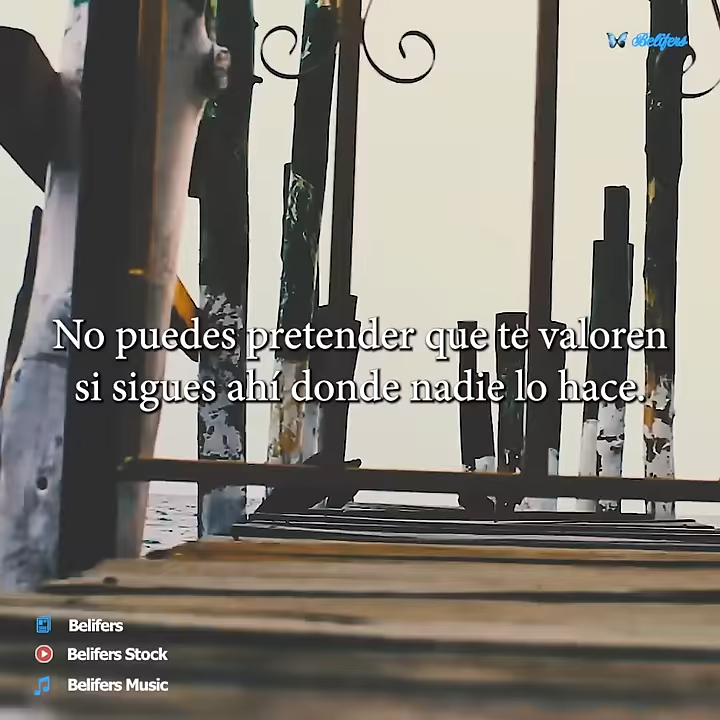 Belifers
No puedes pretender que te valoren
si sigues ahí donde nadie lo hace.
Belifers
Belifers Stock
Belifers Music